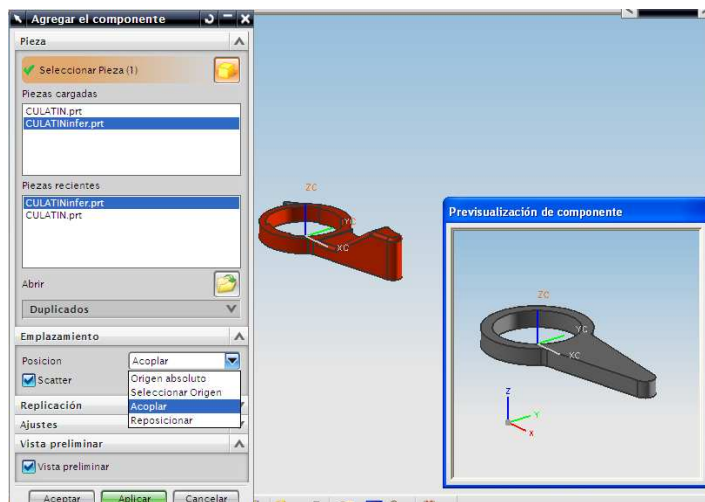 Agregar el componente
Pieza
Seleccionar Pieza (1)
Piezas cargadas
CULATIN.prt
CULATINinfer.prt
Piezas recientes
CULATINinfer.prt
CULATIN.prt
Abrir
Duplicados
Emplazamiento
Posicion
Acoplar
Scatter
Origen absoluto
Seleccionar Origen
Acoplar
Reposicionar
Replicación
Ajustes
Vista preliminar
Vista preliminar
Aceptar
Aplicar
Cancelar
ZC
YC
XC
Previsualización de componente
ZC
YC
XC
Z
Y
X